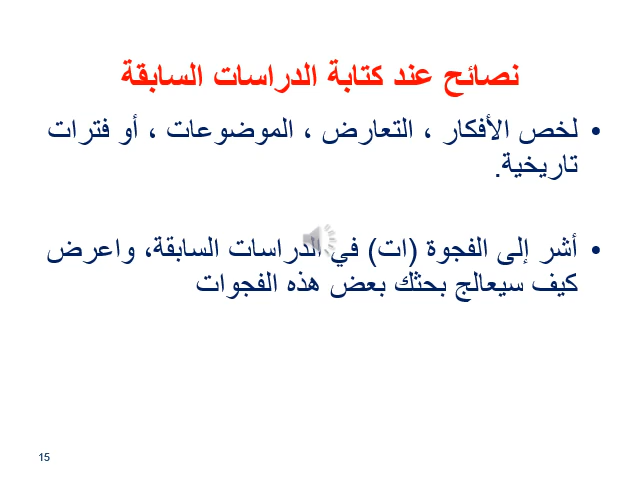 نصائح عند كتابة الدراسات السابقة
• لخص الأفكار ، التعارض ، الموضوعات ، أو فترات
تاريخية.
• أشر إلى الفجوة (ات) في الدراسات السابقة، واعرض
كيف سيعالج بحثك بعض هذه الفجوات
15